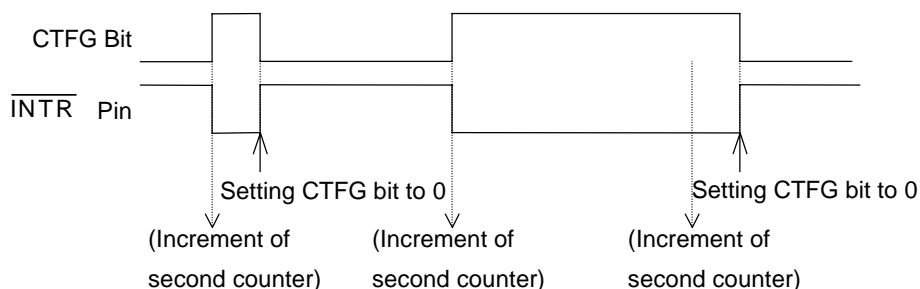 CTFG Bit
INTR Pin
Setting CTFG bit to 0
Setting CTFG bit to 0
(Increment of
second counter)
(Increment of
second counter)
(Increment of
second counter)